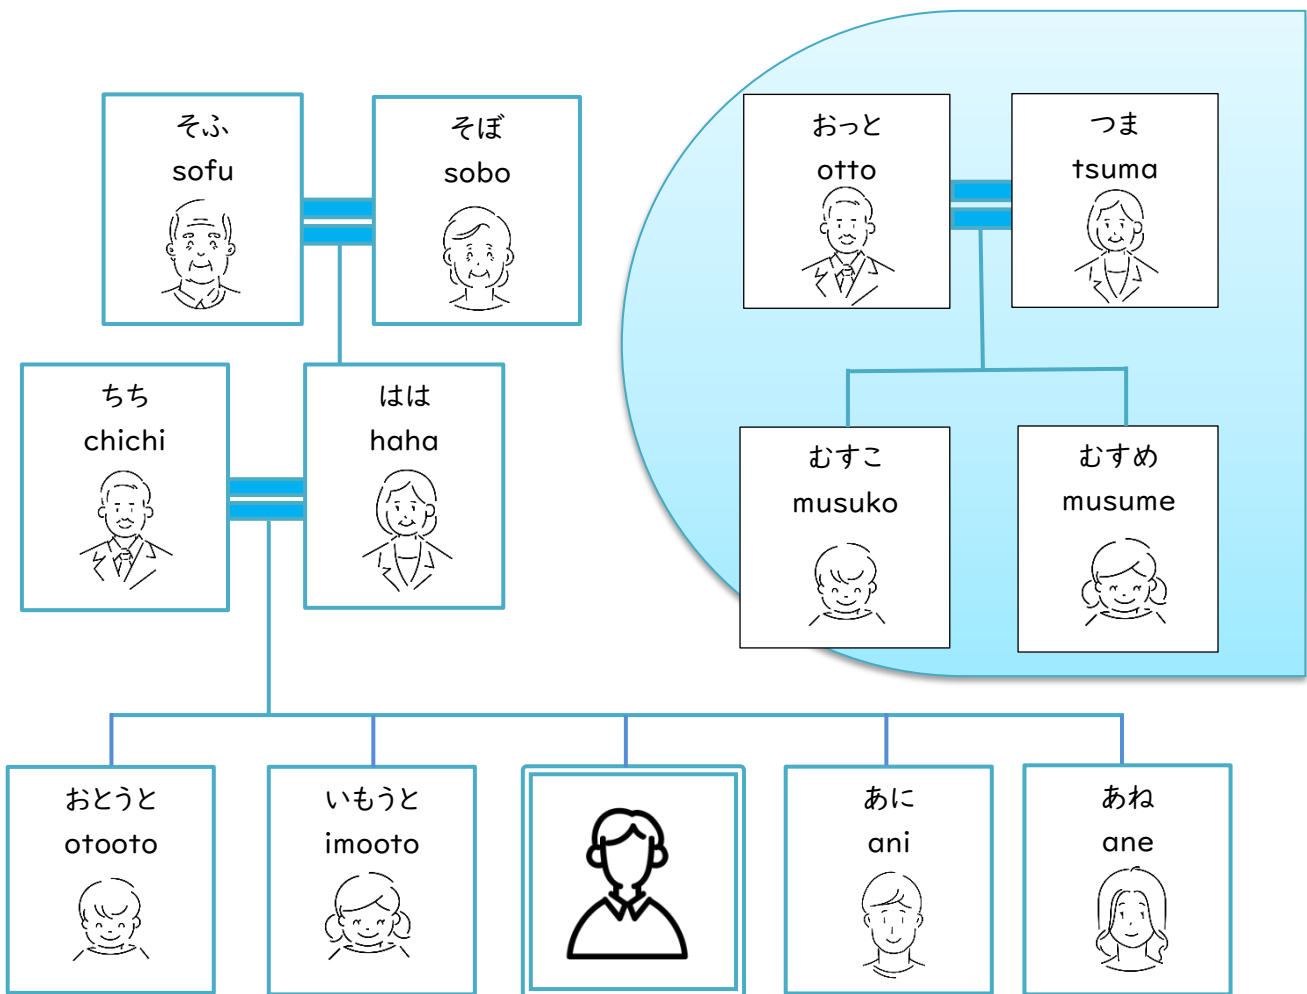 そふ
sofu
そぼ
sobo
おっと
otto
つま
tsuma
ちち
chichi
はは
haha
むすこ
musuko
むすめ
musume
おとうと
otooto
いもうと
imooto
あに
ani
あね
ane